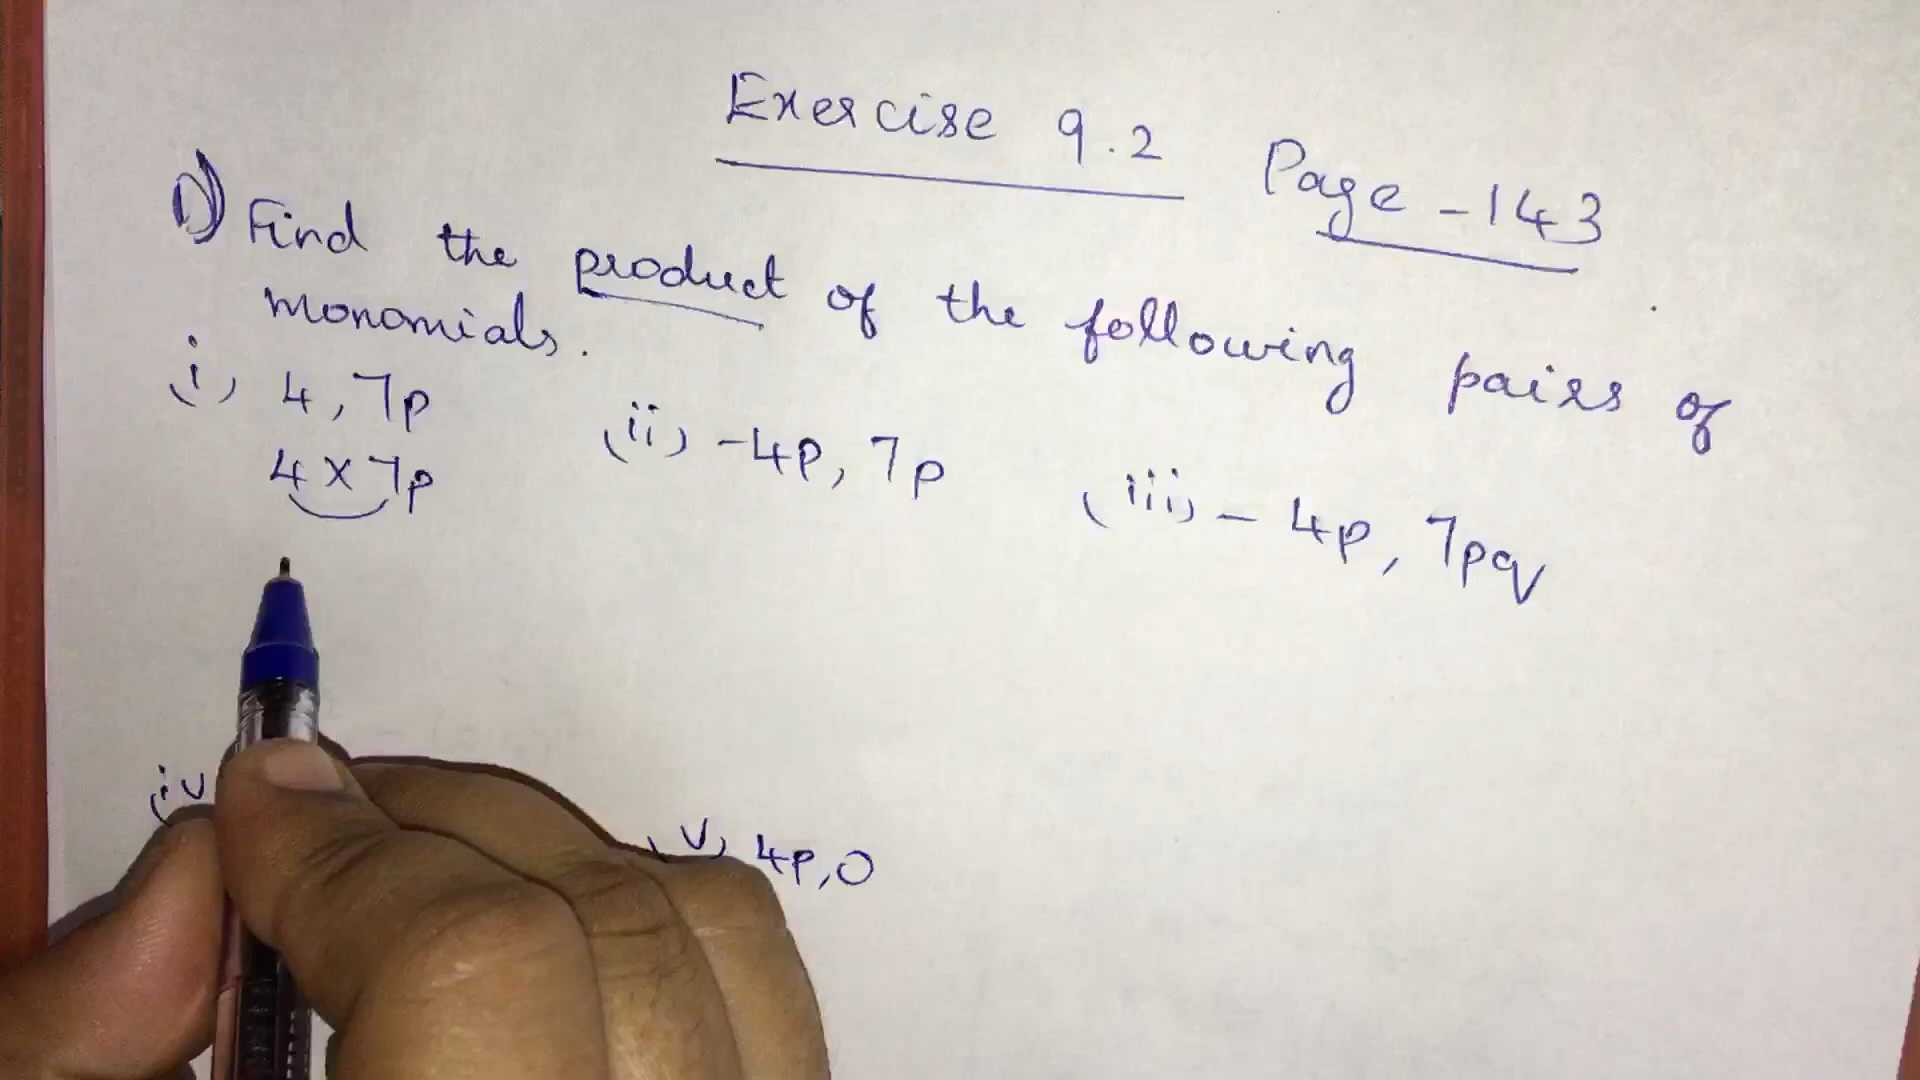 Exercise 9.2 Page - 143
1) Find the product of the following pairs of
monomials.
(i) 4, 7p (ii) -4p, 7p (iii) - 4p, 7pq
4 x 7p
(iv (v) 4p, 0